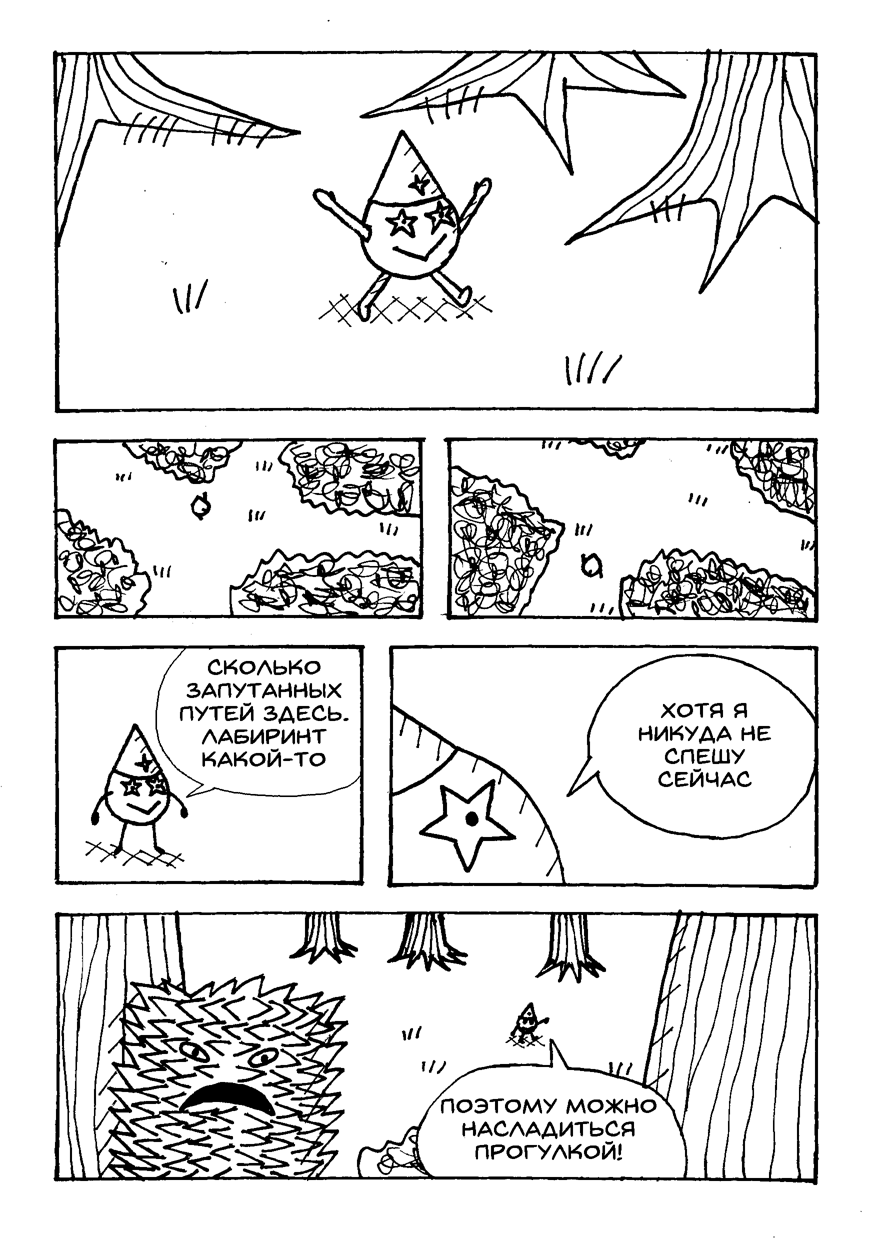 СКОЛЬКО
ЗАПУТАННЫХ
ПУТЕЙ ЗДЕСЬ.
ЛАБИРИНТ
КАКОЙ-ТО
ХОТЯ Я
НИКУДА НЕ
СПЕШУ
СЕЙЧАС
ПОЭТОМУ МОЖНО
НАСЛАДИТЬСЯ
ПРОГУЛКОЙ!